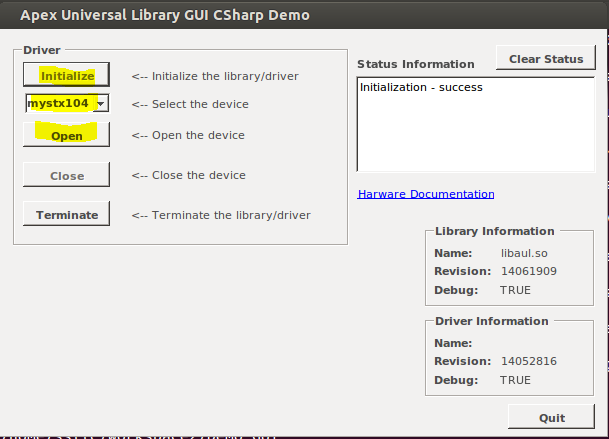 Apex Universal Library GUI CSharp Demo
Driver
Initialize <-- Initialize the library/driver
mystx104 <-- Select the device
Open <-- Open the device
Close <-- Close the device
Terminate <-- Terminate the library/driver
Status Information Clear Status
Initialization - success
Harware Documentation
Library Information
Name: libaul.so
Revision: 14061909
Debug: TRUE
Driver Information
Name:
Revision: 14052816
Debug: TRUE
Quit